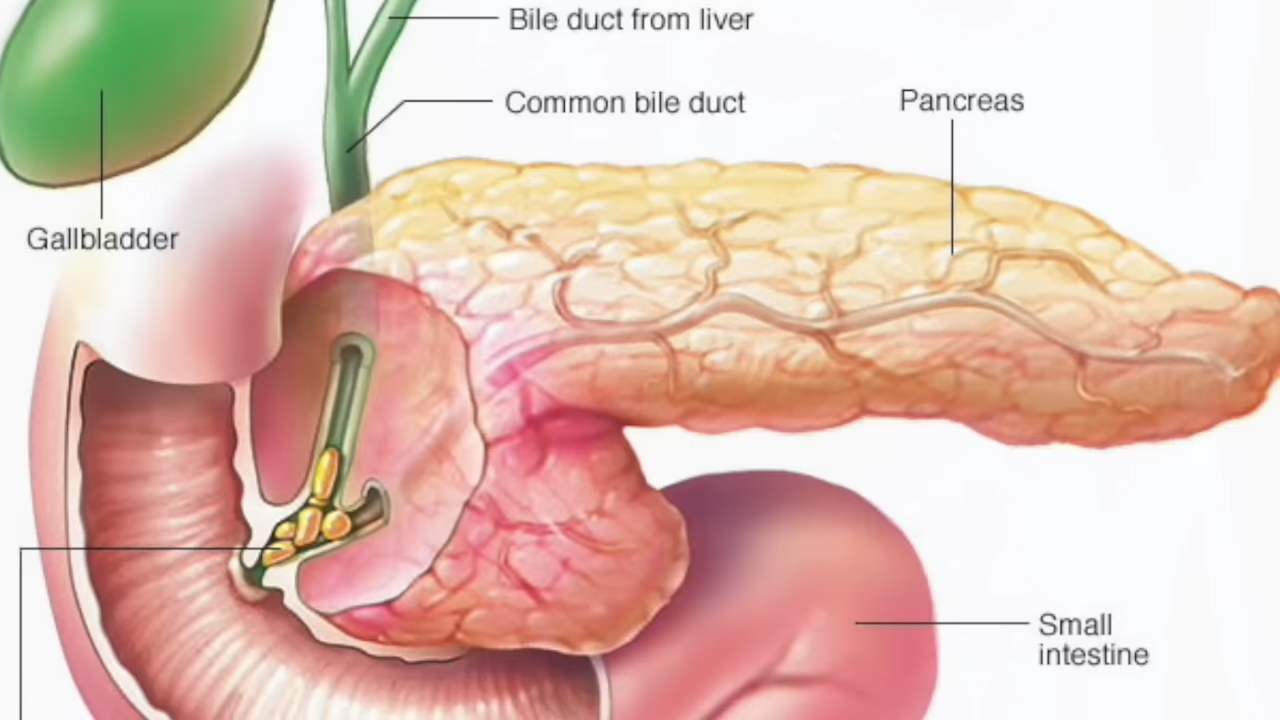 Bile duct from liver
Common bile duct
Pancreas
Gallbladder
Small
intestine